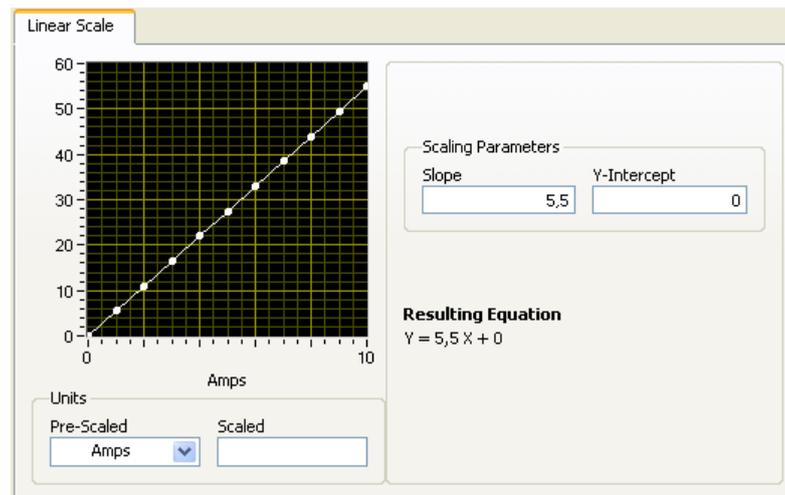 Linear Scale
60
50
40
30
20
10
0
0
10
Amps
Units
Pre-Scaled
Scaled
Amps
Scaling Parameters
Slope
Y-Intercept
5,5
0
Resulting Equation
Y = 5,5 X + 0